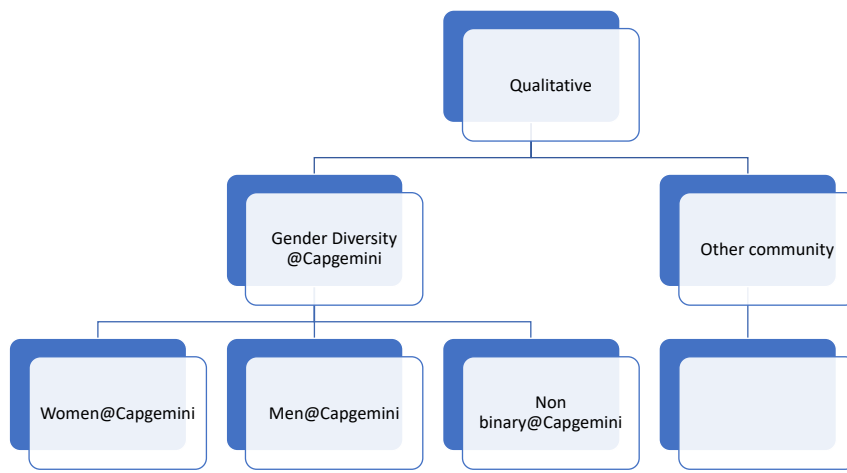 Qualitative
Gender Diversity
@Capgemini
Other community
Women@Capgemini
Men@Capgemini
Non
binary@Capgemini